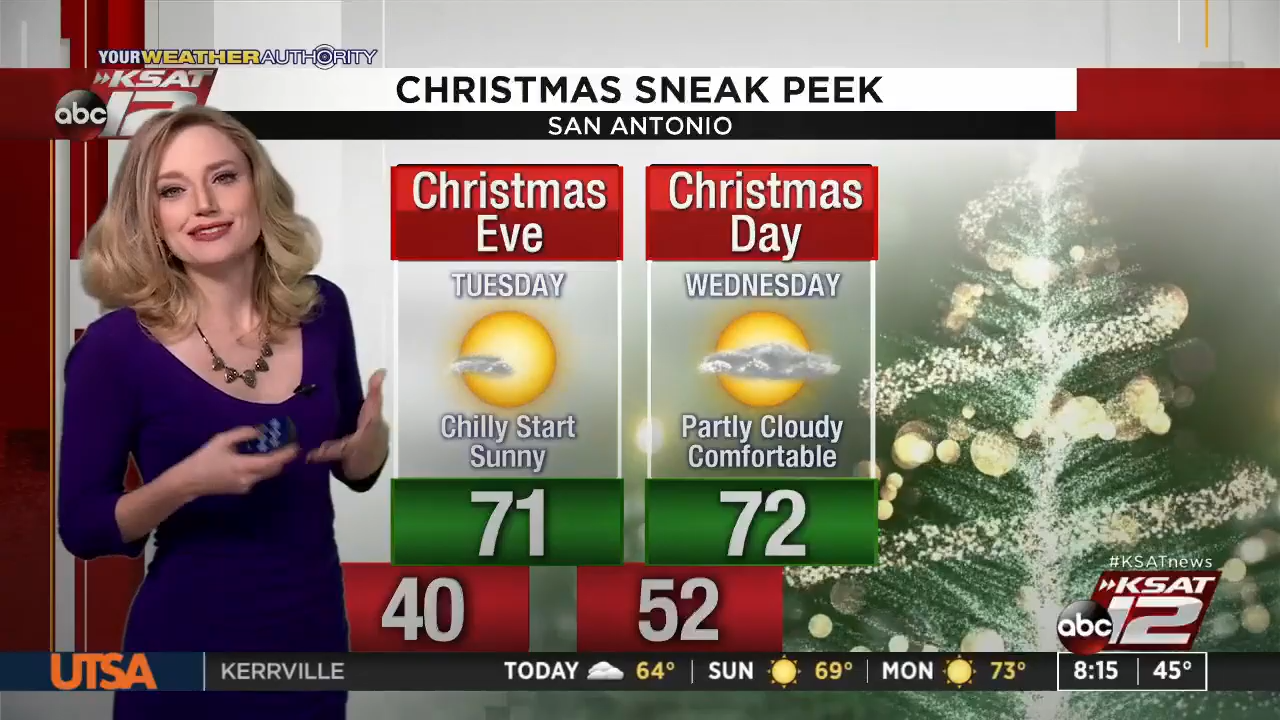 YOUR WEATHER AUTHORITY
KSAT
abc 12
CHRISTMAS SNEAK PEEK
SAN ANTONIO
Christmas
Eve
Christmas
Day
TUESDAY
WEDNESDAY
Chilly Start
Sunny
Partly Cloudy
Comfortable
71
72
40
52
#KSATnews
KSAT
abc 12
UTSA KERRVILLE TODAY 64° SUN 69° MON 73° 8:15 45°